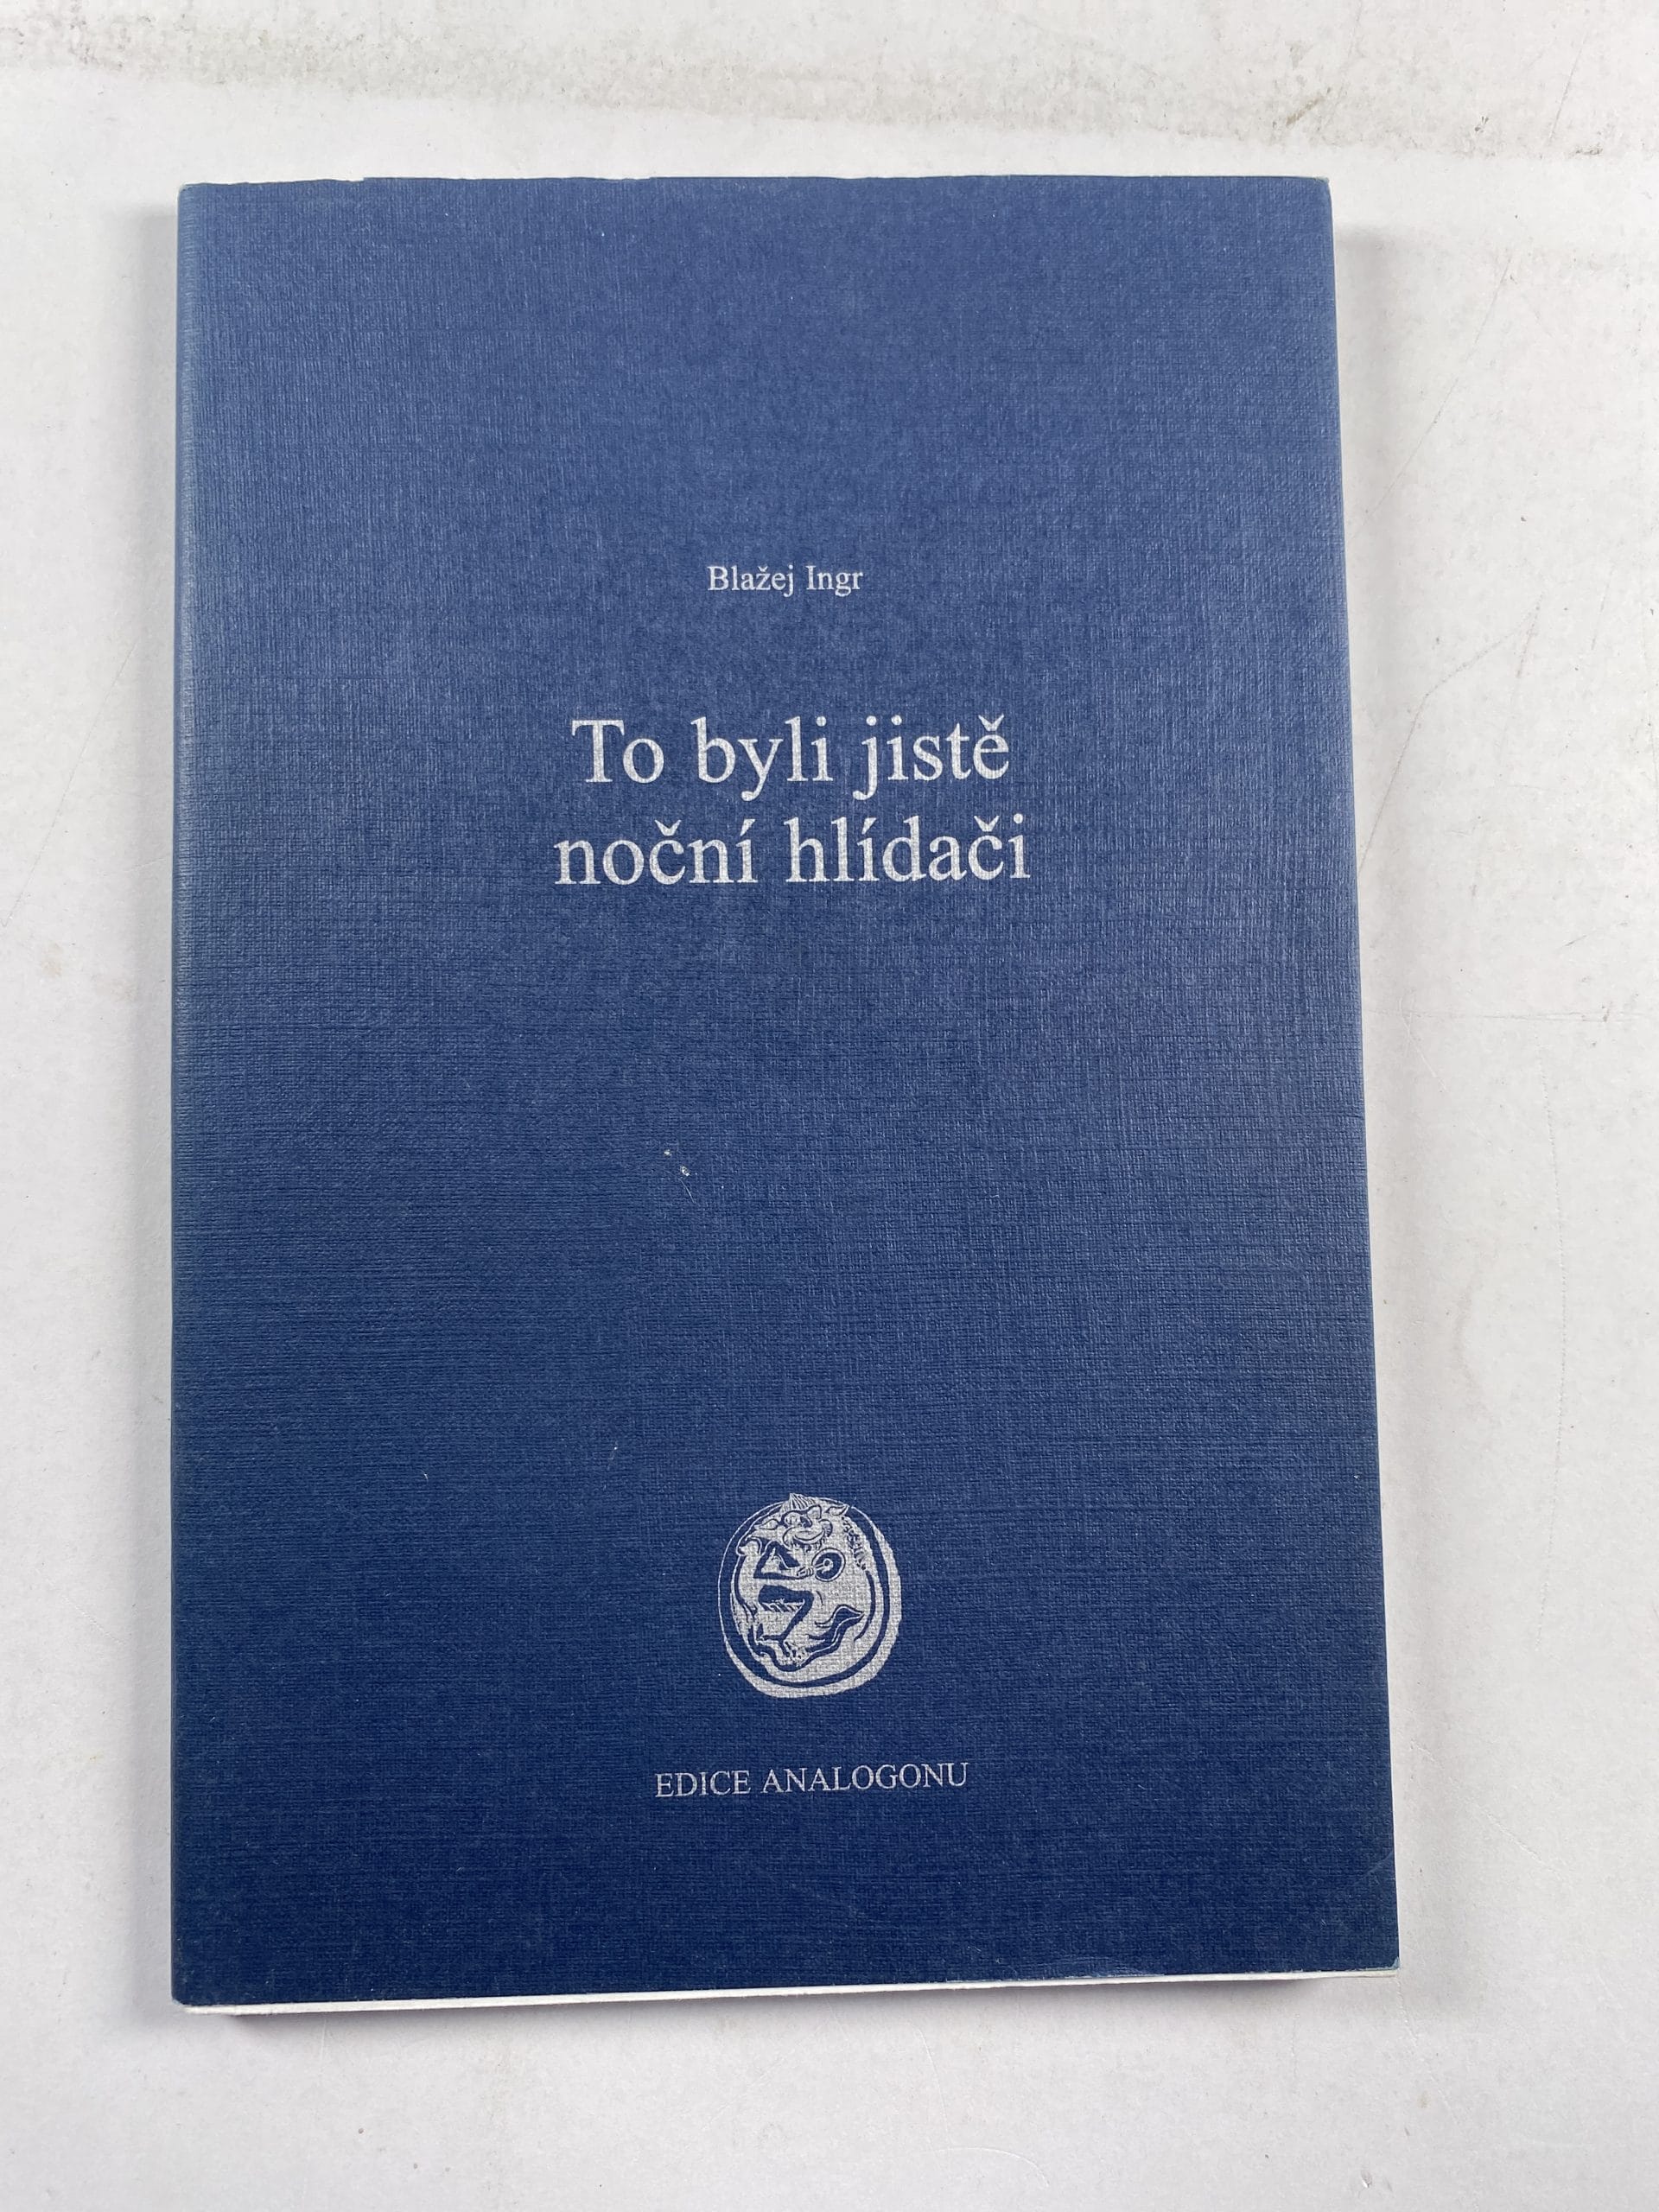 Blažej Ingr
To byli jistě
noční hlídači
EDICE ANALOGONU